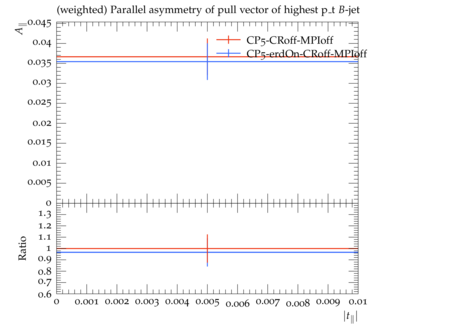 (weighted) Parallel asymmetry of pull vector of highest p_t B-jet
A∥
0.045
0.04
0.035
0.03
0.025
0.02
0.015
0.01
0.005
0
CP5-CRoff-MPIoff
CP5-erdOn-CRoff-MPIoff
Ratio
1.3
1.2
1.1
1
0.9
0.8
0.7
0.6
0 0.001 0.002 0.003 0.004 0.005 0.006 0.007 0.008 0.009 0.01
|t∥|